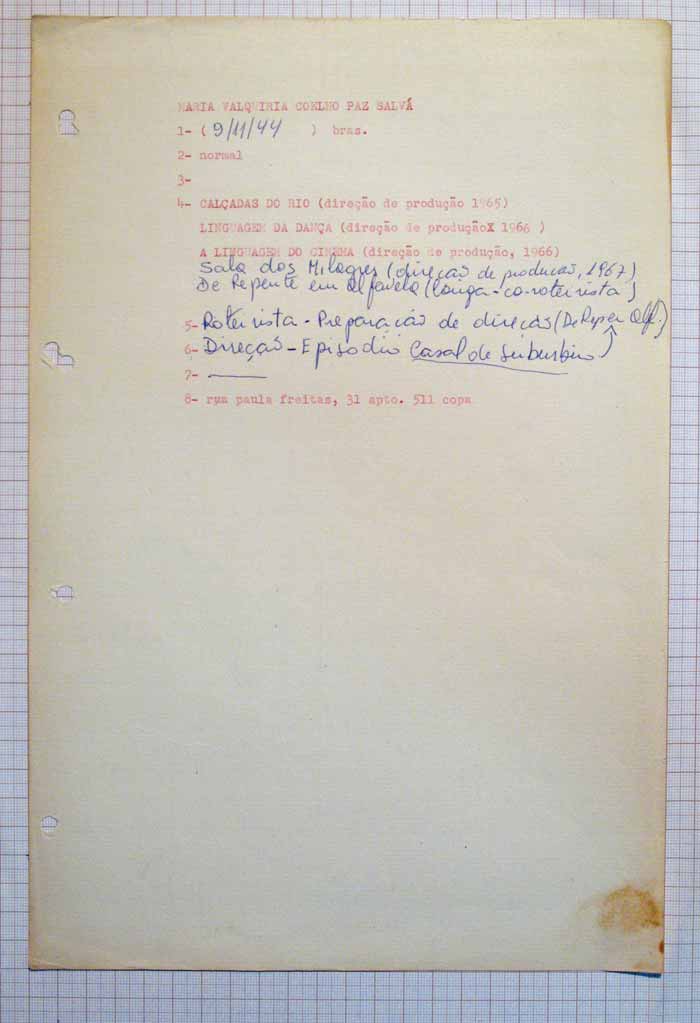 MARIA VALQUIRIA COELHO PAZ SALVÁ
1- ( 9/11/44 ) bras.
2- normal
3-
4- CALÇADAS DO RIO (direção de produção 1965)
LINGUAGEM DA DANÇA (direção de produçãoX 1966 )
A LINGUAGEM DO CINEMA (direção de produção, 1966)
Sala dos Milagres (direção de producao, 1967)
De Repente em Alfavela (longa-co-roteirista)
5- Roteirista - Preparação de direção (De Repen Alf.)
6- Direção - Episodio Casal de Suburbio
7-
8- rua paula freitas, 31 apto. 511 copa